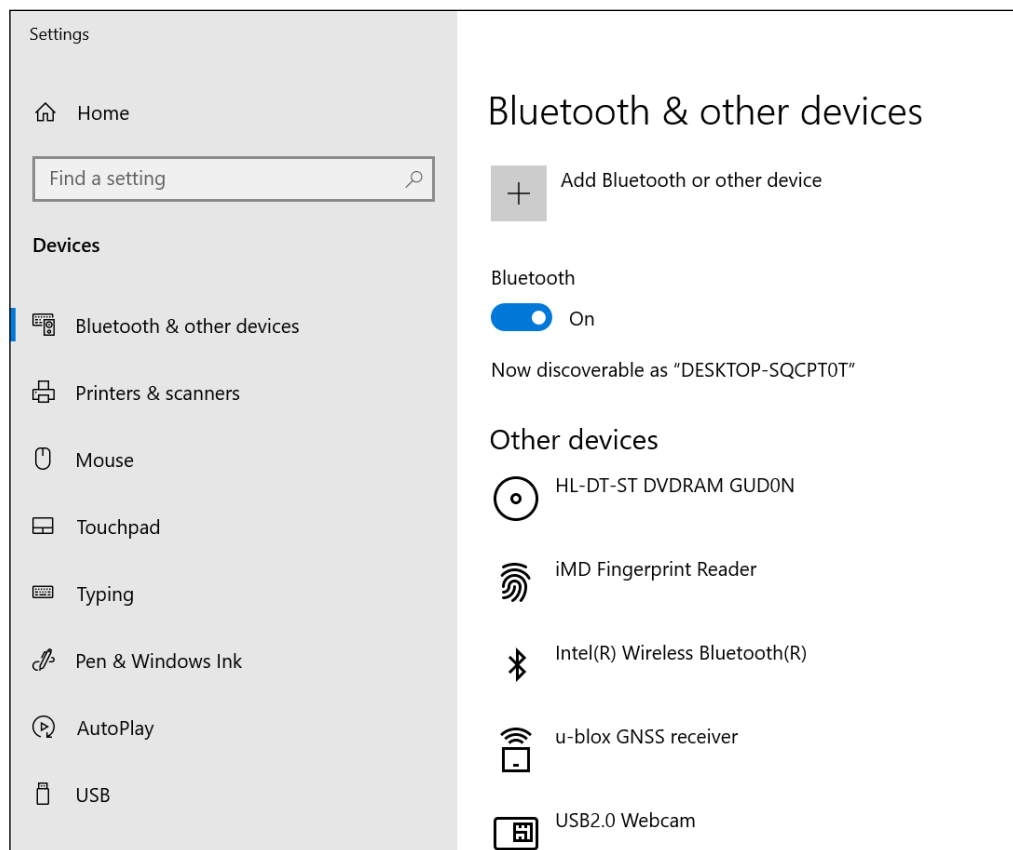 Settings
Home
Find a setting
Devices
Bluetooth & other devices
Printers & scanners
Mouse
Touchpad
Typing
Pen & Windows Ink
AutoPlay
USB
Bluetooth & other devices
Add Bluetooth or other device
Bluetooth
On
Now discoverable as “DESKTOP-SQCPT0T”
Other devices
HL-DT-ST DVDRAM GUD0N
iMD Fingerprint Reader
Intel(R) Wireless Bluetooth(R)
u-blox GNSS receiver
USB2.0 Webcam